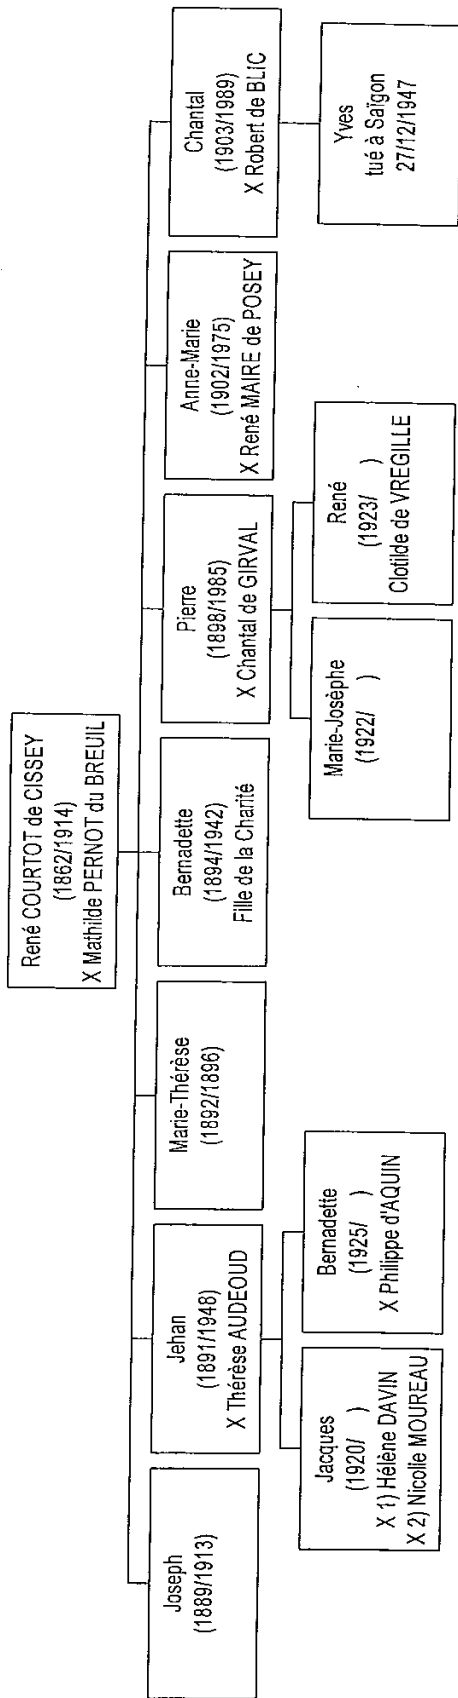 René COURTOT de CISSEY
(1862/1914)
X Mathilde PERNOT du BREUIL
Joseph
(1889/1913)
Jehan
(1891/1948)
X Thérèse AUDEOUD
Marie-Thérèse
(1892/1896)
Bernadette
(1894/1942)
Fille de la Charité
Pierre
(1898/1985)
X Chantal de GIRVAL
Anne-Marie
(1902/1975)
X René MAIRE de POSEY
Chantal
(1903/1989)
X Robert de BLIC
Jacques
(1920/ )
X 1) Hélène DAVIN
X 2) Nicolle MOUREAU
Bernadette
(1925/ )
X Philippe d'AQUIN
Marie-Josèphe
(1922/ )
René
(1923/ )
Clotilde de VREGILLE
Yves
tué à Saïgon
27/12/1947